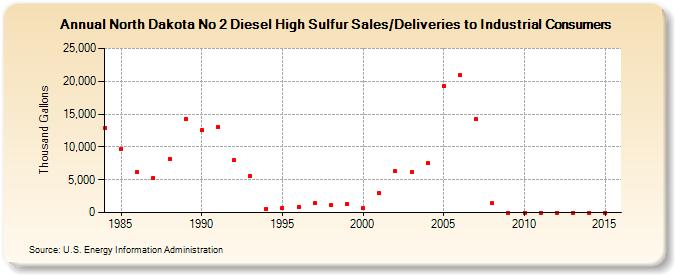 Annual North Dakota No 2 Diesel High Sulfur Sales/Deliveries to Industrial Consumers
Thousand Gallons
25,000
20,000
15,000
10,000
5,000
0
1985 1990 1995 2000 2005 2010 2015
Source: U.S. Energy Information Administration